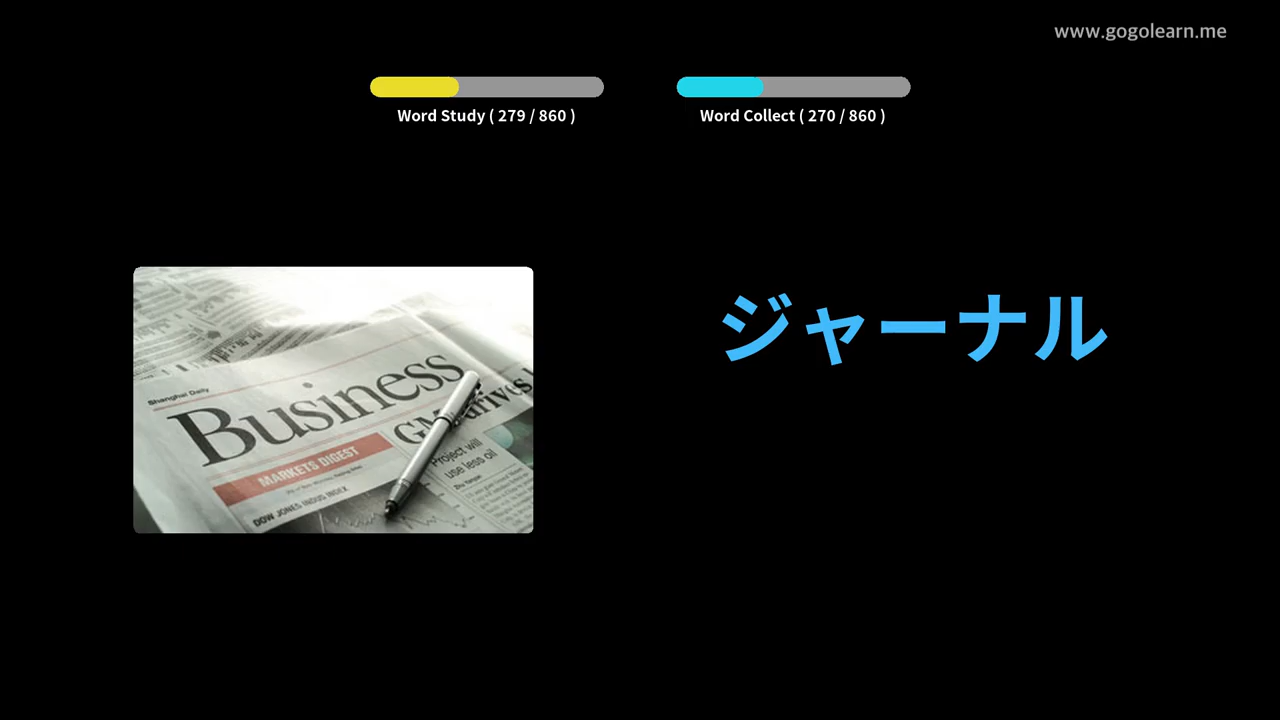 www.gogolearn.me
Word Study ( 279 / 860 )
Word Collect ( 270 / 860 )
ジャーナル
Shanghai Daily
Business
MARKETS DIGEST
DOW JONES INDUS INDEX
GM
drives
Project will
use less oil